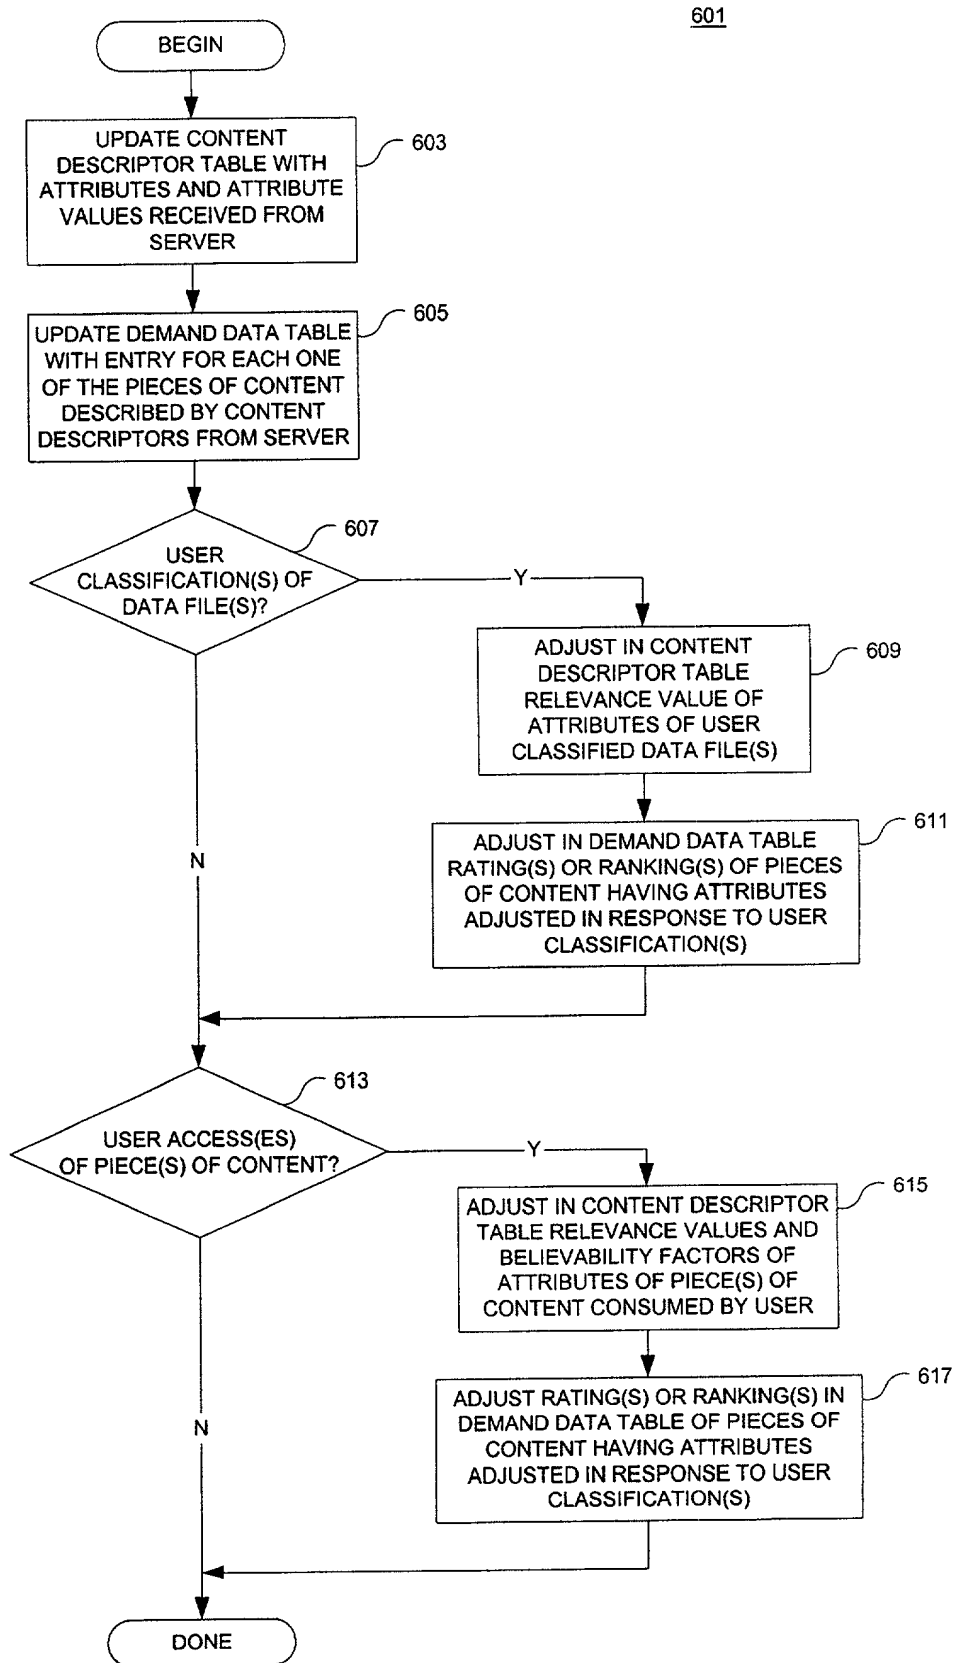 601
BEGIN
UPDATE CONTENT
DESCRIPTOR TABLE WITH
ATTRIBUTES AND ATTRIBUTE
VALUES RECEIVED FROM
SERVER
603
UPDATE DEMAND DATA TABLE
WITH ENTRY FOR EACH ONE
OF THE PIECES OF CONTENT
DESCRIBED BY CONTENT
DESCRIPTORS FROM SERVER
605
USER
CLASSIFICATION(S) OF
DATA FILE(S)?
607
Y
ADJUST IN CONTENT
DESCRIPTOR TABLE
RELEVANCE VALUE OF
ATTRIBUTES OF USER
CLASSIFIED DATA FILE(S)
609
ADJUST IN DEMAND DATA TABLE
RATING(S) OR RANKING(S) OF PIECES
OF CONTENT HAVING ATTRIBUTES
ADJUSTED IN RESPONSE TO USER
CLASSIFICATION(S)
611
N
USER ACCESS(ES)
OF PIECE(S) OF CONTENT?
613
Y
ADJUST IN CONTENT DESCRIPTOR
TABLE RELEVANCE VALUES AND
BELIEVABILITY FACTORS OF
ATTRIBUTES OF PIECE(S) OF
CONTENT CONSUMED BY USER
615
ADJUST RATING(S) OR RANKING(S) IN
DEMAND DATA TABLE OF PIECES OF
CONTENT HAVING ATTRIBUTES
ADJUSTED IN RESPONSE TO USER
CLASSIFICATION(S)
617
N
DONE